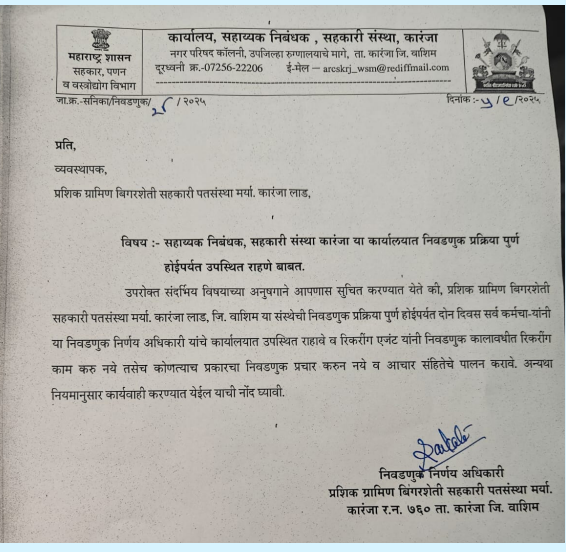 महाराष्ट्र शासन
सहकार, पणन
व वस्त्रोद्योग विभाग
कार्यालय, सहाय्यक निबंधक , सहकारी संस्था, कारंजा
नगर परिषद कॉलनी, उपजिल्हा रुग्णालयाचे मागे, ता. कारंजा जि. वाशिम
दूरध्वनी क्र.-07256-22206 ई-मेल – arcskrj_wsm@rediffmail.com
जा.क्र.-सनिका/निवडणुक/ /२०२५ दिनांक :- ५/९/२०२५
प्रति,
व्यवस्थापक,
प्रशिक ग्रामिण बिगरशेती सहकारी पतसंस्था मर्या. कारंजा लाड,
विषय :- सहाय्यक निबंधक, सहकारी संस्था कारंजा या कार्यालयात निवडणुक प्रक्रिया पुर्ण
होईपर्यत उपस्थित राहणे बाबत.
उपरोक्त संदर्भिय विषयाच्या अनुषगाने आपणास सुचित करण्यात येते की, प्रशिक ग्रामिण बिगरशेती
सहकारी पतसंस्था मर्या. कारंजा लाड, जि. वाशिम या संस्थेची निवडणुक प्रक्रिया पुर्ण होईपर्यत दोन दिवस सर्व कर्मचा-यांनी
या निवडणुक निर्णय अधिकारी यांचे कार्यालयात उपस्थित राहावे व रिकरींग एजंट यांनी निवडणुक कालावधीत रिकरींग
काम करु नये तसेच कोणत्याच प्रकारचा निवडणुक प्रचार करुन नये व आचार संहितेचे पालन करावे. अन्यथा
नियमानुसार कार्यवाही करण्यात येईल याची नोंद घ्यावी.
निवडणुक निर्णय अधिकारी
प्रशिक ग्रामिण बिंगरशेती सहकारी पतसंस्था मर्या.
कारंजा र.न. ७६० ता. कारंजा जि. वाशिम